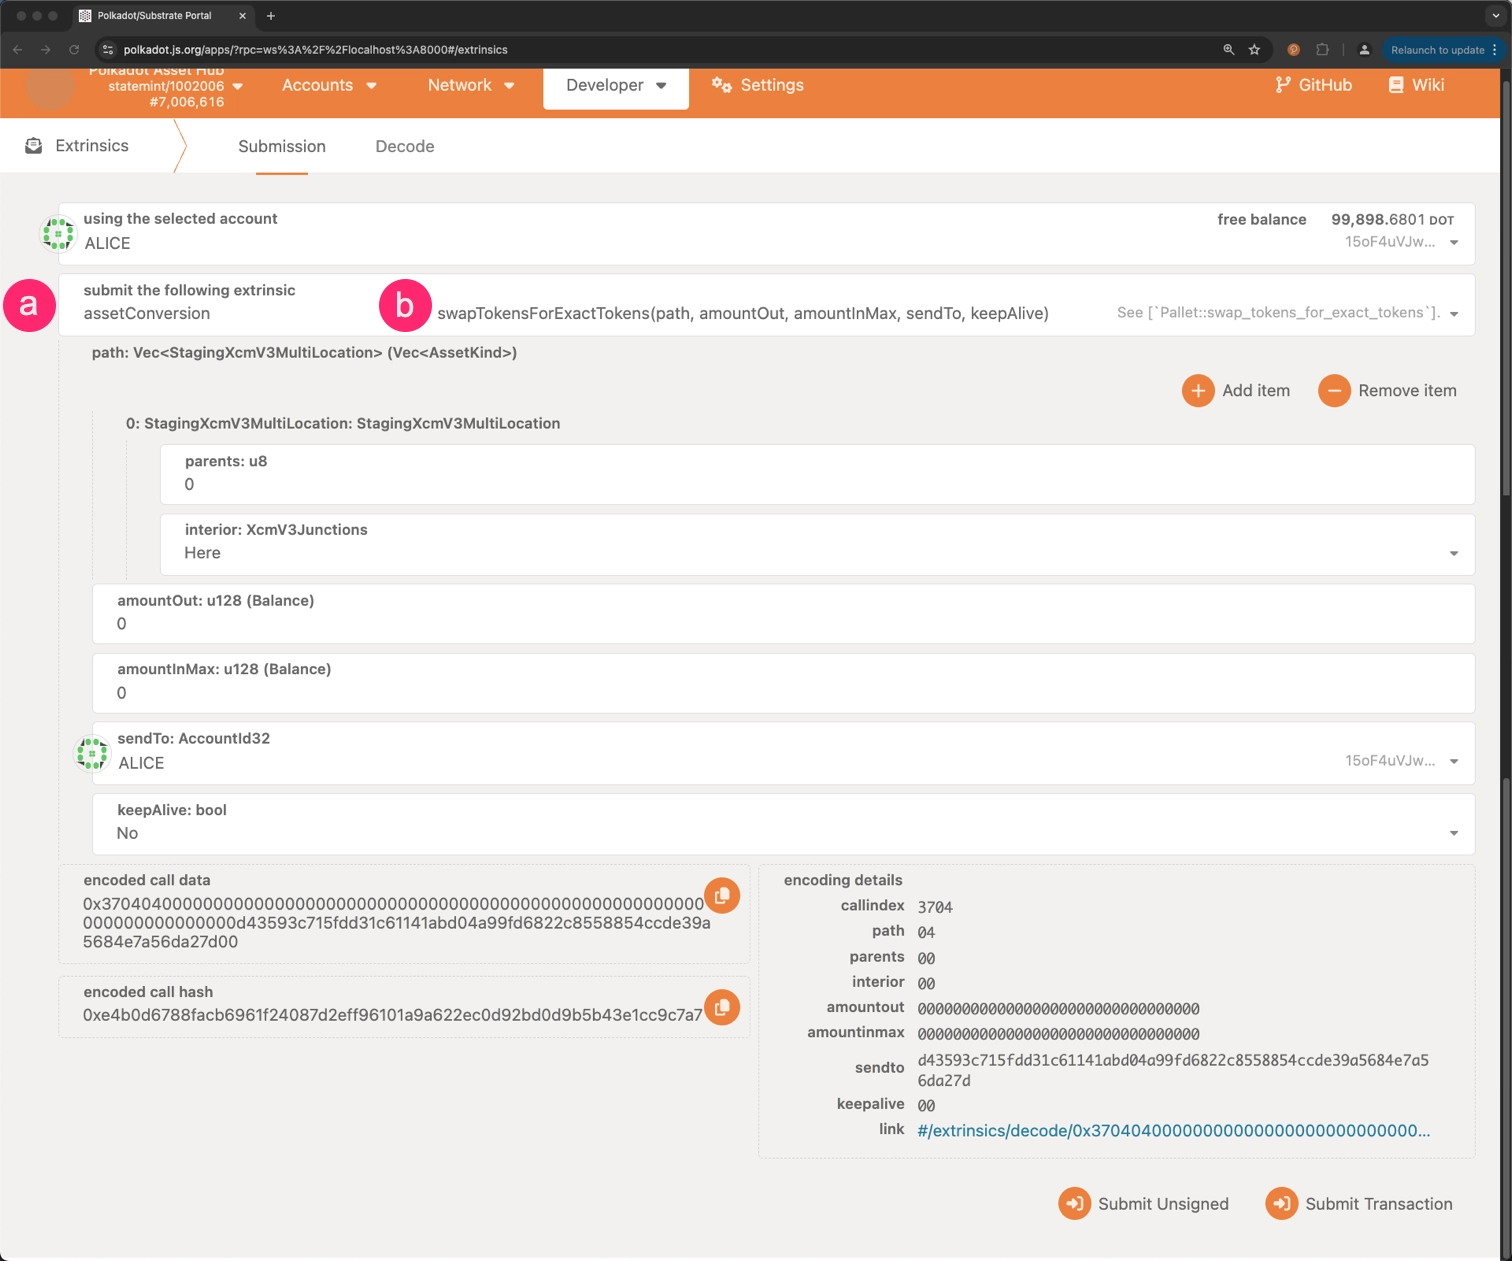 Polkadot/Substrate Portal
polkadot.js.org/apps/?rpc=ws%3A%2F%2Flocalhost%3A8000#/extrinsics
Relaunch to update
Polkadot Asset Hub
statemint/1002006
#7,006,616
Accounts
Network
Developer
Settings
GitHub
Wiki
Extrinsics
Submission
Decode
using the selected account
ALICE
free balance 99,898.6801 DOT
15oF4uVJw...
a
submit the following extrinsic
assetConversion
b
swapTokensForExactTokens(path, amountOut, amountInMax, sendTo, keepAlive)
See [`Pallet::swap_tokens_for_exact_tokens`].
path: Vec<StagingXcmV3MultiLocation> (Vec<AssetKind>)
Add item
Remove item
0: StagingXcmV3MultiLocation: StagingXcmV3MultiLocation
parents: u8
0
interior: XcmV3Junctions
Here
amountOut: u128 (Balance)
0
amountInMax: u128 (Balance)
0
sendTo: AccountId32
ALICE
15oF4uVJw...
keepAlive: bool
No
encoded call data
0x3704040000000000000000000000000000000000000000000000000000
000000000000000d43593c715fdd31c61141abd04a99fd6822c8558854ccde39a
5684e7a56da27d00
encoded call hash
0xe4b0d6788facb6961f24087d2eff96101a9a622ec0d92bd0d9b5b43e1cc9c7a7
encoding details
callindex 3704
path 04
parents 00
interior 00
amountout 00000000000000000000000000000000
amountinmax 00000000000000000000000000000000
sendto d43593c715fdd31c61141abd04a99fd6822c8558854ccde39a5684e7a5
6da27d
keepalive 00
link #/extrinsics/decode/0x3704040000000000000000000000000...
Submit Unsigned
Submit Transaction